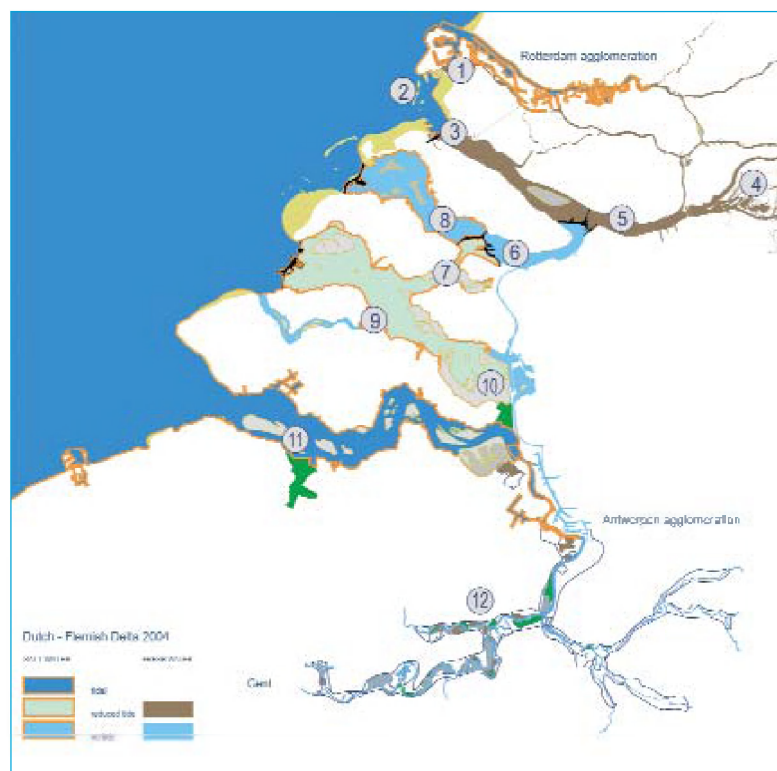 Rotterdam agglomeration
1
2
3
4
5
6
7
8
9
10
11
12
Antwerpen agglomeration
Gent
Dutch - Flemish Delta 2004
tidal
reduced tide